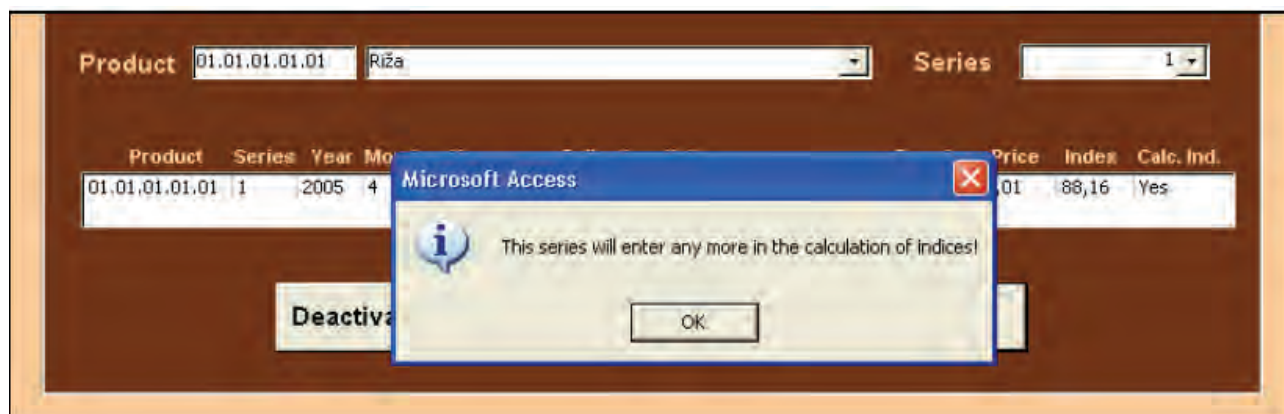 Product 01.01.01.01.01 Riža Series 1
Product Series Year Price Index Calc. Ind.
01.01.01.01.01 1 2005 4 ,01 88,16 Yes
Microsoft Access
This series will enter any more in the calculation of indices!
OK